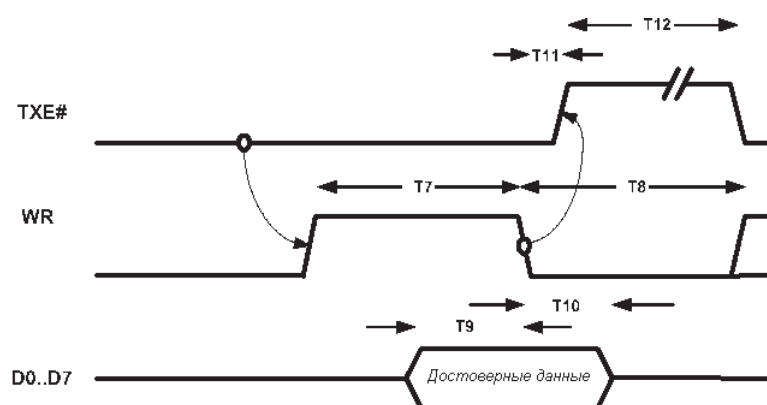 T12
T11
TXE#
T7
T8
WR
T10
T9
D0..D7
Достоверные данные